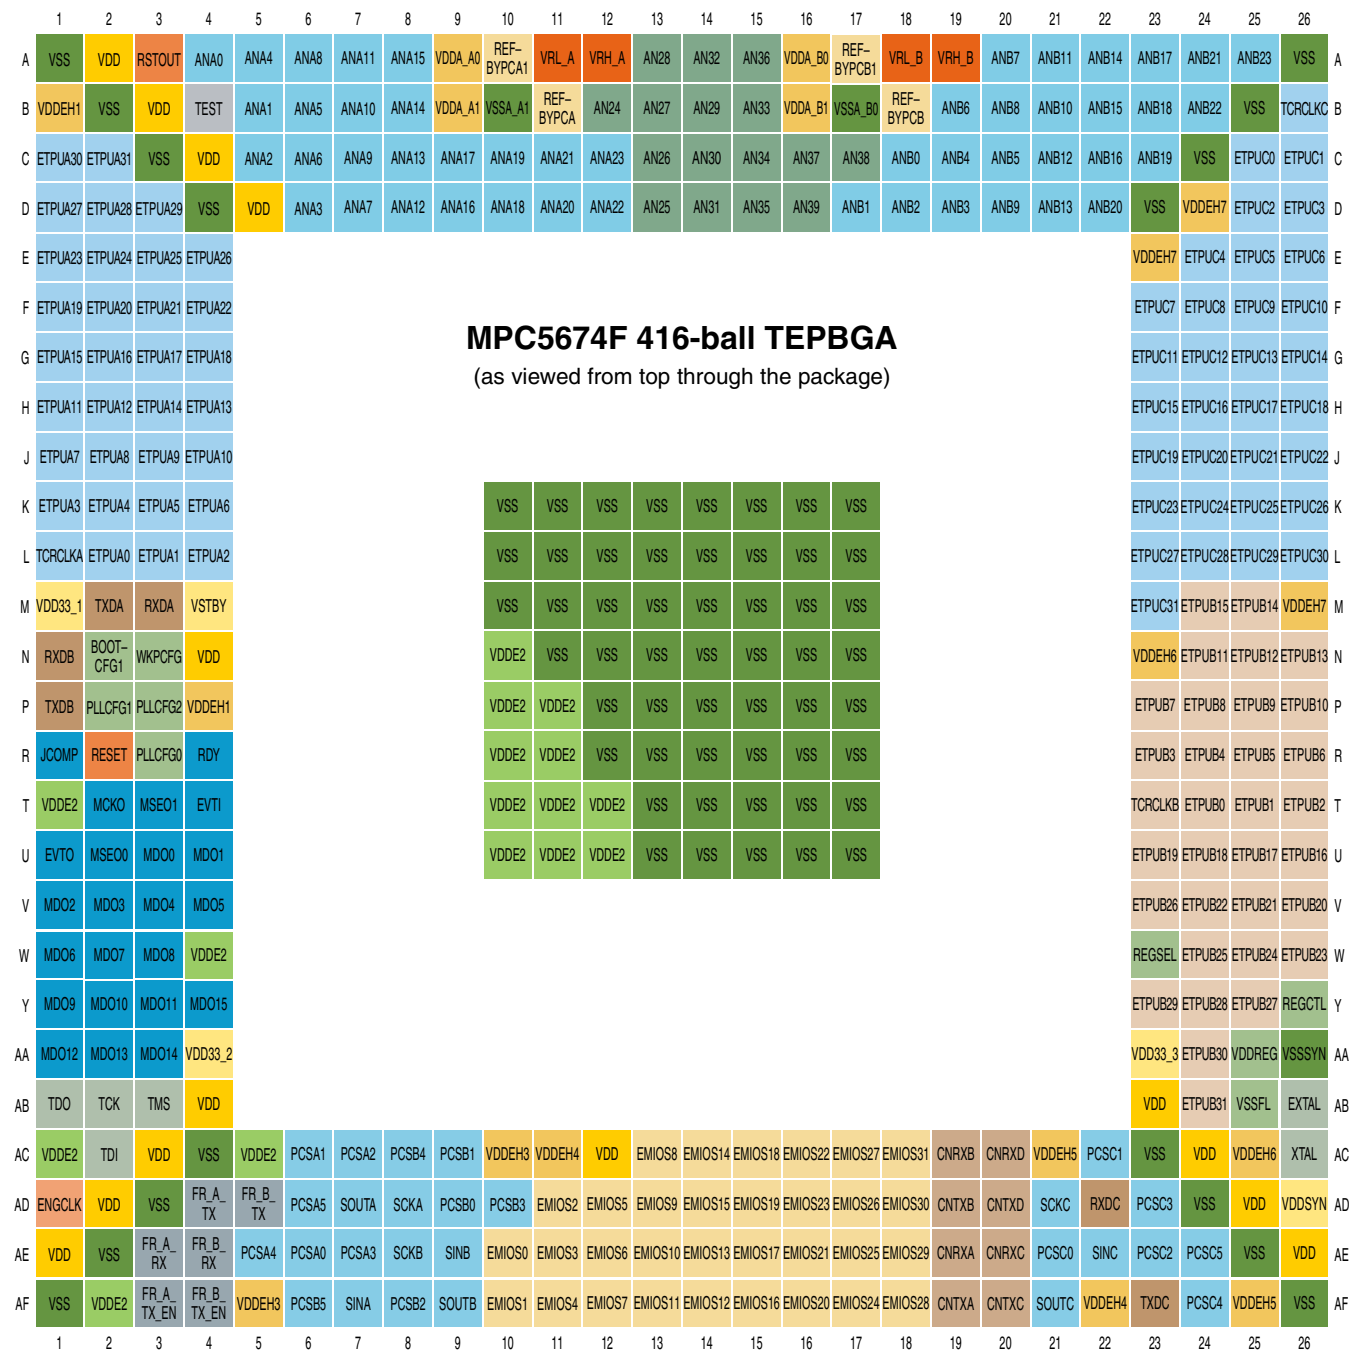 1 2 3 4 5 6 7 8 9 10 11 12 13 14 15 16 17 18 19 20 21 22 23 24 25 26
A VSS VDD RSTOUT ANA0 ANA4 ANA8 ANA11 ANA15 VDDA_A0 REF–BYPCA1 VRL_A VRH_A AN28 AN32 AN36 VDDA_B0 REF–BYPCB1 VRL_B VRH_B ANB7 ANB11 ANB14 ANB17 ANB21 ANB23 VSS A
B VDDEH1 VSS VDD TEST ANA1 ANA5 ANA10 ANA14 VDDA_A1 VSSA_A1 REF–BYPCA AN24 AN27 AN29 AN33 VDDA_B1 VSSA_B0 REF–BYPCB ANB6 ANB8 ANB10 ANB15 ANB18 ANB22 VSS TCRCLKC B
C ETPUA30 ETPUA31 VSS VDD ANA2 ANA6 ANA9 ANA13 ANA17 ANA19 ANA21 ANA23 AN26 AN30 AN34 AN37 AN38 ANB0 ANB4 ANB5 ANB12 ANB16 ANB19 VSS ETPUC0 ETPUC1 C
D ETPUA27 ETPUA28 ETPUA29 VSS VDD ANA3 ANA7 ANA12 ANA16 ANA18 ANA20 ANA22 AN25 AN31 AN35 AN39 ANB1 ANB2 ANB3 ANB9 ANB13 ANB20 VSS VDDEH7 ETPUC2 ETPUC3 D
E ETPUA23 ETPUA24 ETPUA25 ETPUA26 VDDEH7 ETPUC4 ETPUC5 ETPUC6 E
F ETPUA19 ETPUA20 ETPUA21 ETPUA22 ETPUC7 ETPUC8 ETPUC9 ETPUC10 F
MPC5674F 416-ball TEPBGA
G ETPUA15 ETPUA16 ETPUA17 ETPUA18 ETPUC11 ETPUC12 ETPUC13 ETPUC14 G
(as viewed from top through the package)
H ETPUA11 ETPUA12 ETPUA14 ETPUA13 ETPUC15 ETPUC16 ETPUC17 ETPUC18 H
J ETPUA7 ETPUA8 ETPUA9 ETPUA10 ETPUC19 ETPUC20 ETPUC21 ETPUC22 J
K ETPUA3 ETPUA4 ETPUA5 ETPUA6 VSS VSS VSS VSS VSS VSS VSS VSS ETPUC23 ETPUC24 ETPUC25 ETPUC26 K
L TCRCLKA ETPUA0 ETPUA1 ETPUA2 VSS VSS VSS VSS VSS VSS VSS VSS ETPUC27 ETPUC28 ETPUC29 ETPUC30 L
M VDD33_1 TXDA RXDA VSTBY VSS VSS VSS VSS VSS VSS VSS VSS ETPUC31 ETPUB15 ETPUB14 VDDEH7 M
N RXDB BOOT–CFG1 WKPCFG VDD VDDE2 VSS VSS VSS VSS VSS VSS VSS VDDEH6 ETPUB11 ETPUB12 ETPUB13 N
P TXDB PLLCFG1 PLLCFG2 VDDEH1 VDDE2 VDDE2 VSS VSS VSS VSS VSS VSS ETPUB7 ETPUB8 ETPUB9 ETPUB10 P
R JCOMP RESET PLLCFG0 RDY VDDE2 VDDE2 VSS VSS VSS VSS VSS VSS ETPUB3 ETPUB4 ETPUB5 ETPUB6 R
T VDDE2 MCKO MSEO1 EVTI VDDE2 VDDE2 VDDE2 VSS VSS VSS VSS VSS TCRCLKB ETPUB0 ETPUB1 ETPUB2 T
U EVTO MSEO0 MDO0 MDO1 VDDE2 VDDE2 VDDE2 VSS VSS VSS VSS VSS ETPUB19 ETPUB18 ETPUB17 ETPUB16 U
V MDO2 MDO3 MDO4 MDO5 ETPUB26 ETPUB22 ETPUB21 ETPUB20 V
W MDO6 MDO7 MDO8 VDDE2 REGSEL ETPUB25 ETPUB24 ETPUB23 W
Y MDO9 MDO10 MDO11 MDO15 ETPUB29 ETPUB28 ETPUB27 REGCTL Y
AA MDO12 MDO13 MDO14 VDD33_2 VDD33_3 ETPUB30 VDDREG VSSSYN AA
AB TDO TCK TMS VDD VDD ETPUB31 VSSFL EXTAL AB
AC VDDE2 TDI VDD VSS VDDE2 PCSA1 PCSA2 PCSB4 PCSB1 VDDEH3 VDDEH4 VDD EMIOS8 EMIOS14 EMIOS18 EMIOS22 EMIOS27 EMIOS31 CNRXB CNRXD VDDEH5 PCSC1 VSS VDD VDDEH6 XTAL AC
AD ENGCLK VDD VSS FR_A_TX FR_B_TX PCSA5 SOUTA SCKA PCSB0 PCSB3 EMIOS2 EMIOS5 EMIOS9 EMIOS15 EMIOS19 EMIOS23 EMIOS26 EMIOS30 CNTXB CNTXD SCKC RXDC PCSC3 VSS VDD VDDSYN AD
AE VDD VSS FR_A_RX FR_B_RX PCSA4 PCSA0 PCSA3 SCKB SINB EMIOS0 EMIOS3 EMIOS6 EMIOS10 EMIOS13 EMIOS17 EMIOS21 EMIOS25 EMIOS29 CNRXA CNRXC PCSC0 SINC PCSC2 PCSC5 VSS VDD AE
AF VSS VDDE2 FR_A_TX_EN FR_B_TX_EN VDDEH3 PCSB5 SINA PCSB2 SOUTB EMIOS1 EMIOS4 EMIOS7 EMIOS11 EMIOS12 EMIOS16 EMIOS20 EMIOS24 EMIOS28 CNTXA CNTXC SOUTC VDDEH4 TXDC PCSC4 VDDEH5 VSS AF
1 2 3 4 5 6 7 8 9 10 11 12 13 14 15 16 17 18 19 20 21 22 23 24 25 26